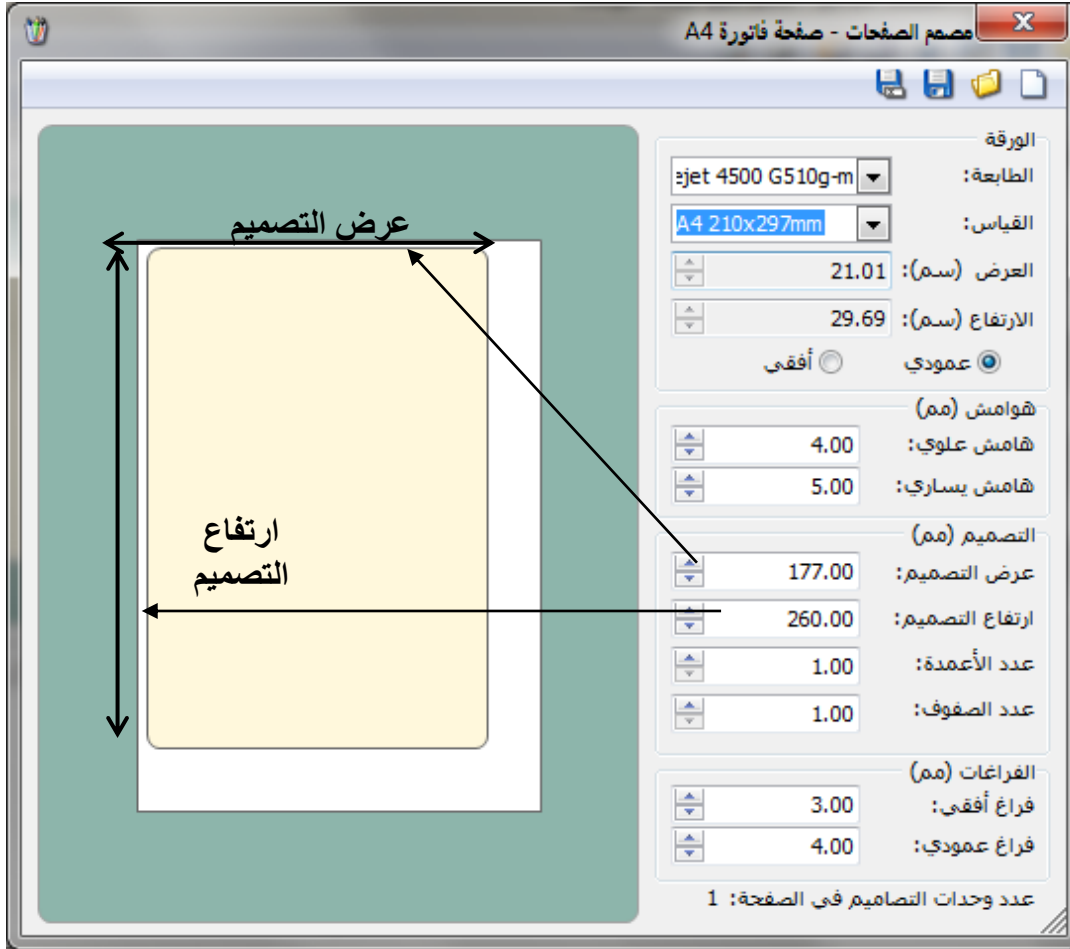 مصمم الصفحات - صفحة فاتورة A4
الورقة
الطابعة: ejet 4500 G510g-m
القياس: A4 210x297mm
العرض (سم): 21.01
الارتفاع (سم): 29.69
عمودي أفقي
هوامش (مم)
هامش علوي: 4.00
هامش يساري: 5.00
التصميم (مم)
عرض التصميم: 177.00
ارتفاع التصميم: 260.00
عدد الأعمدة: 1.00
عدد الصفوف: 1.00
الفراغات (مم)
فراغ أفقي: 3.00
فراغ عمودي: 4.00
عدد وحدات التصاميم في الصفحة: 1
عرض التصميم
ارتفاع
التصميم